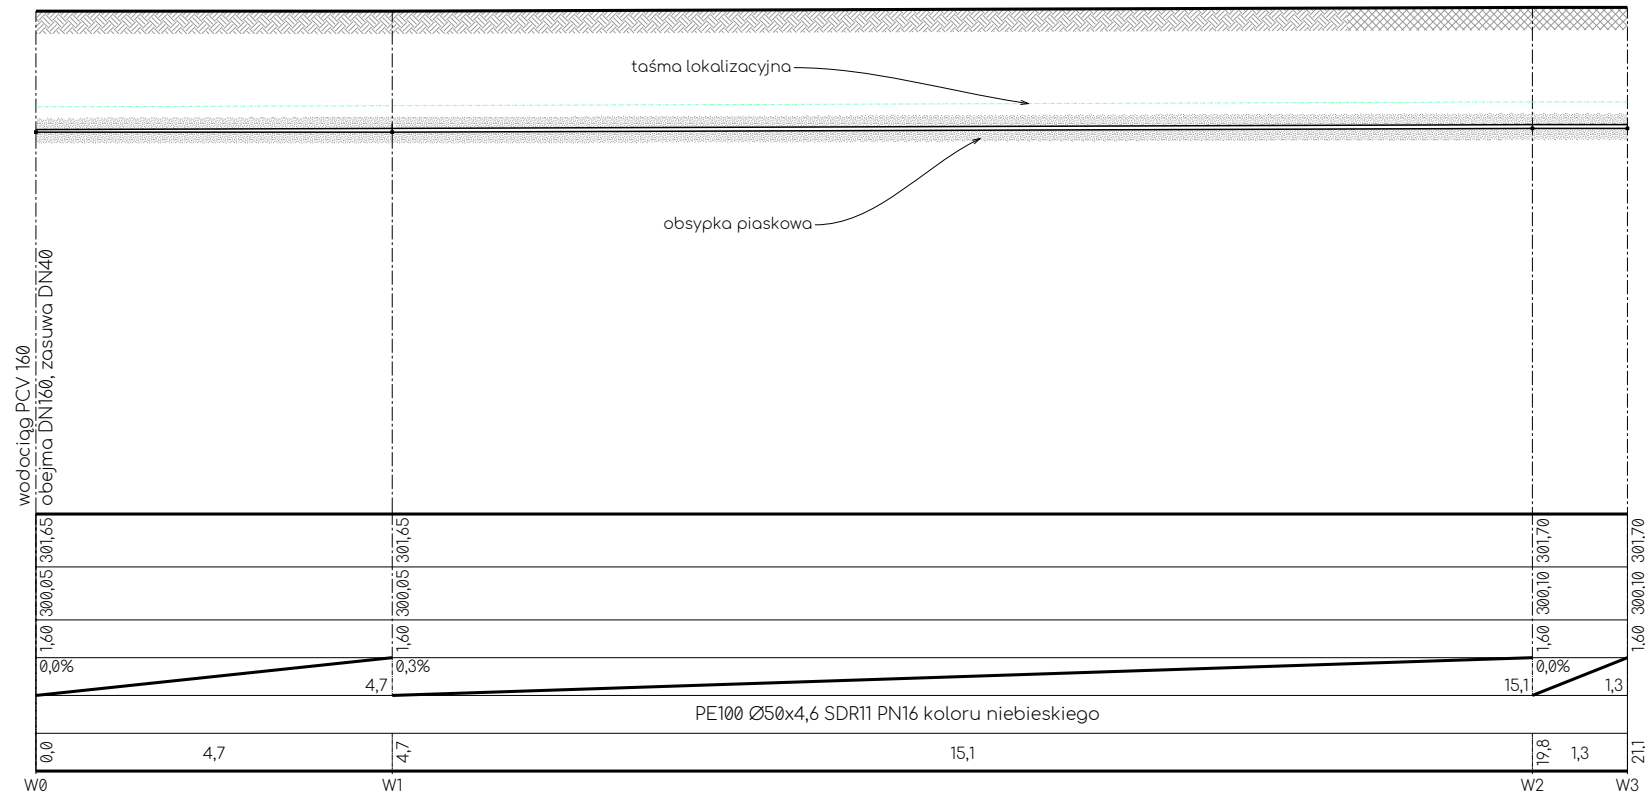 taśma lokalizacyjna
obsypka piaskowa
wodociąg PCV 160
obejma DN160, zasuwa DN40
301,65 301,65 301,70 301,70
300,05 300,05 300,10 300,10
1,60 1,60 1,60 1,60
0,0% 0,3% 0,0%
4,7 15,1 1,3
PE100 Ø50x4,6 SDR11 PN16 koloru niebieskiego
0,0 4,7 4,7 15,1 19,8 1,3 21,1
W0 W1 W2 W3